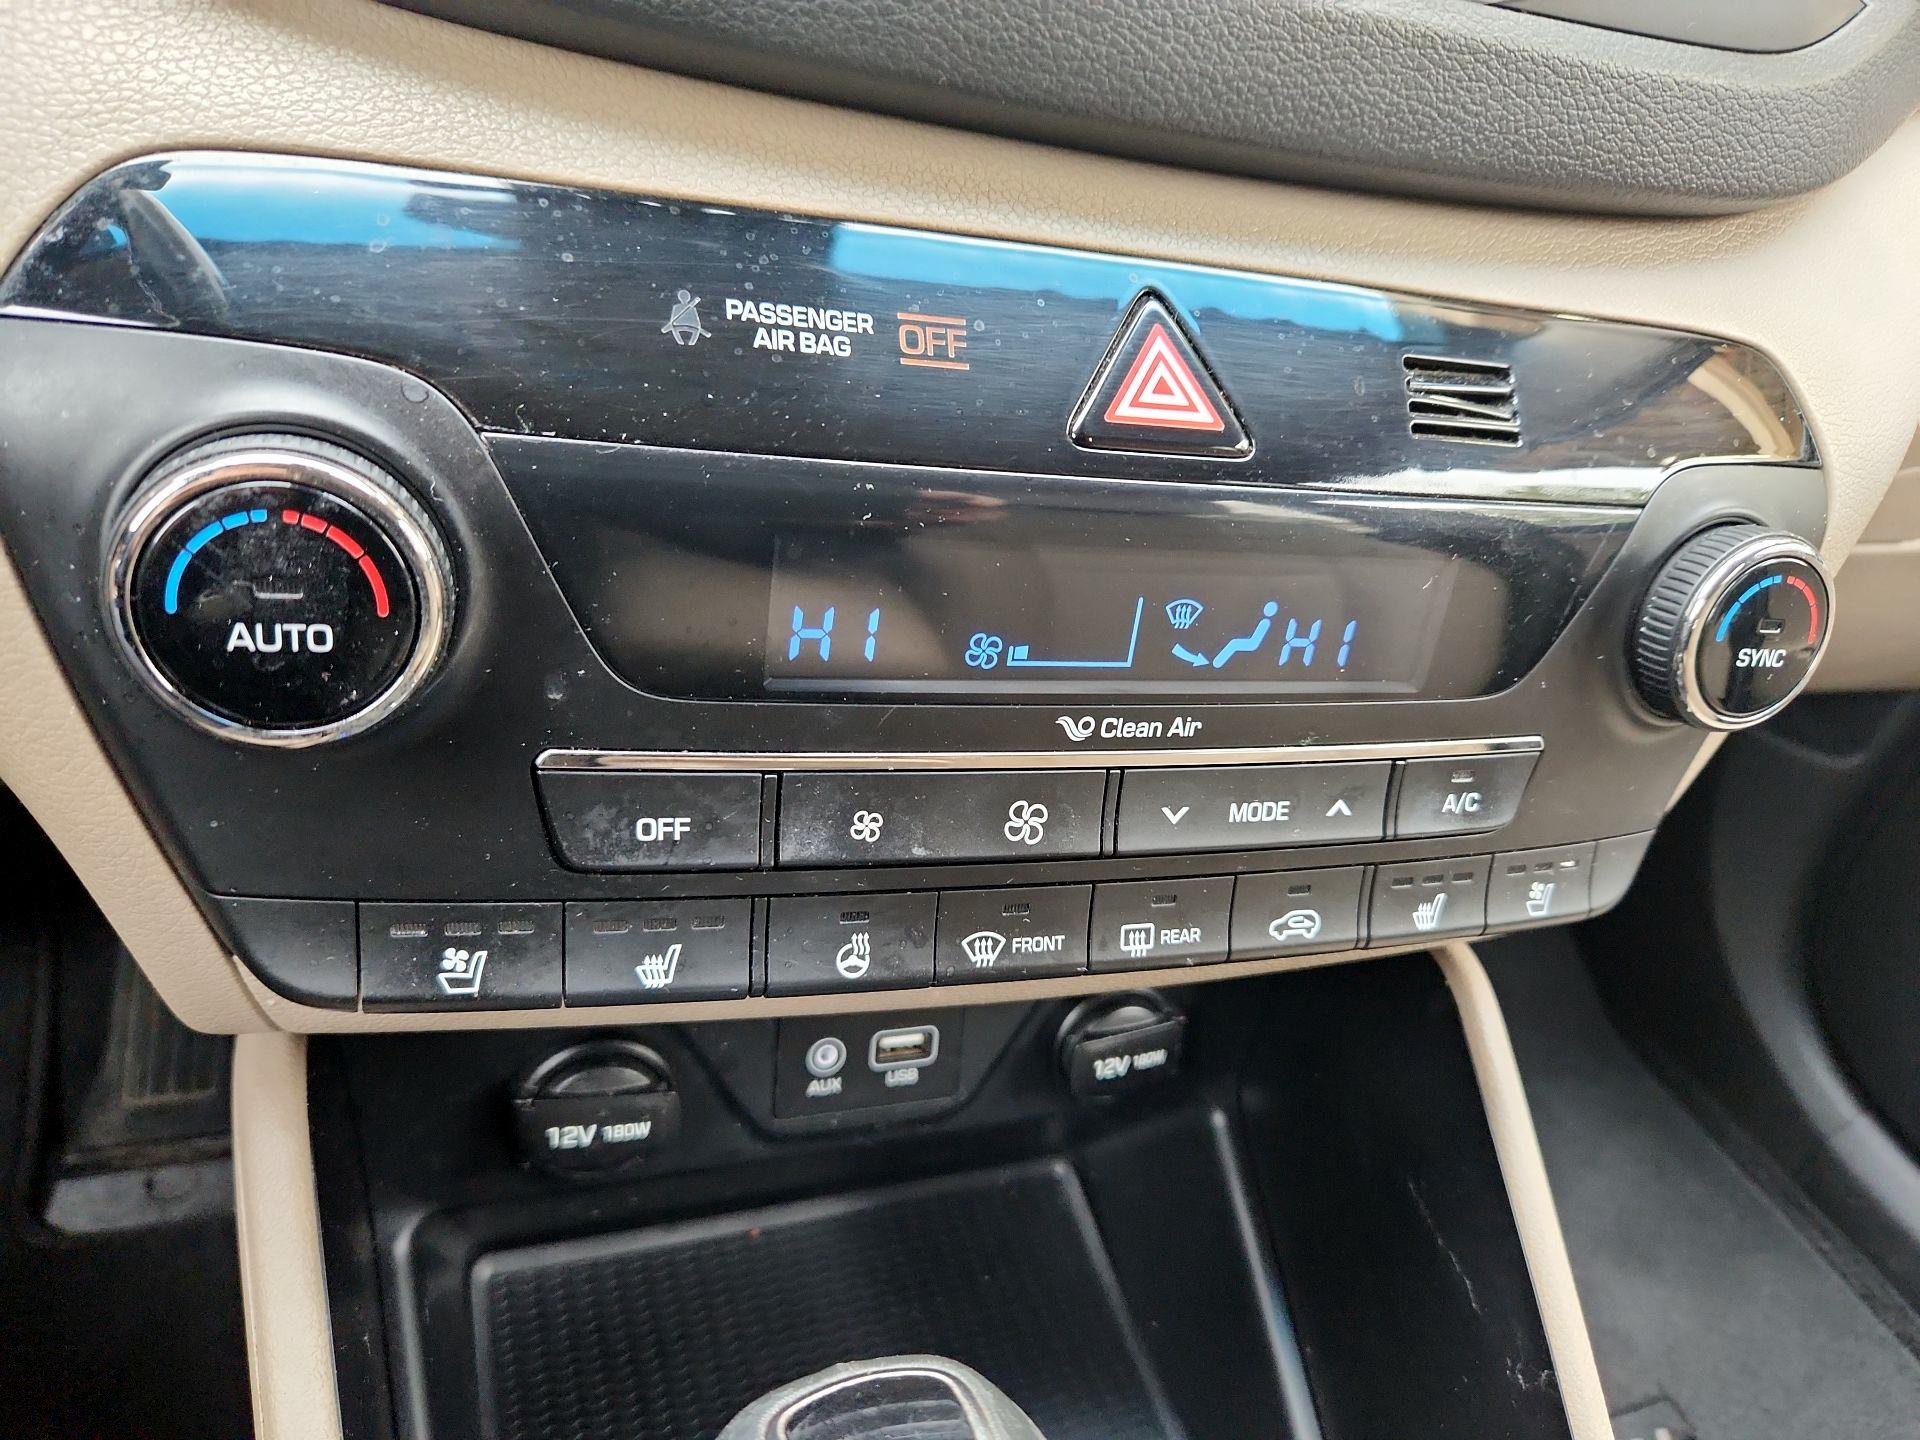 PASSENGER
AIR BAG
OFF
AUTO
HI
HI
SYNC
Clean Air
OFF
MODE
A/C
FRONT
REAR
AUX
USB
12V 180W
12V 180W